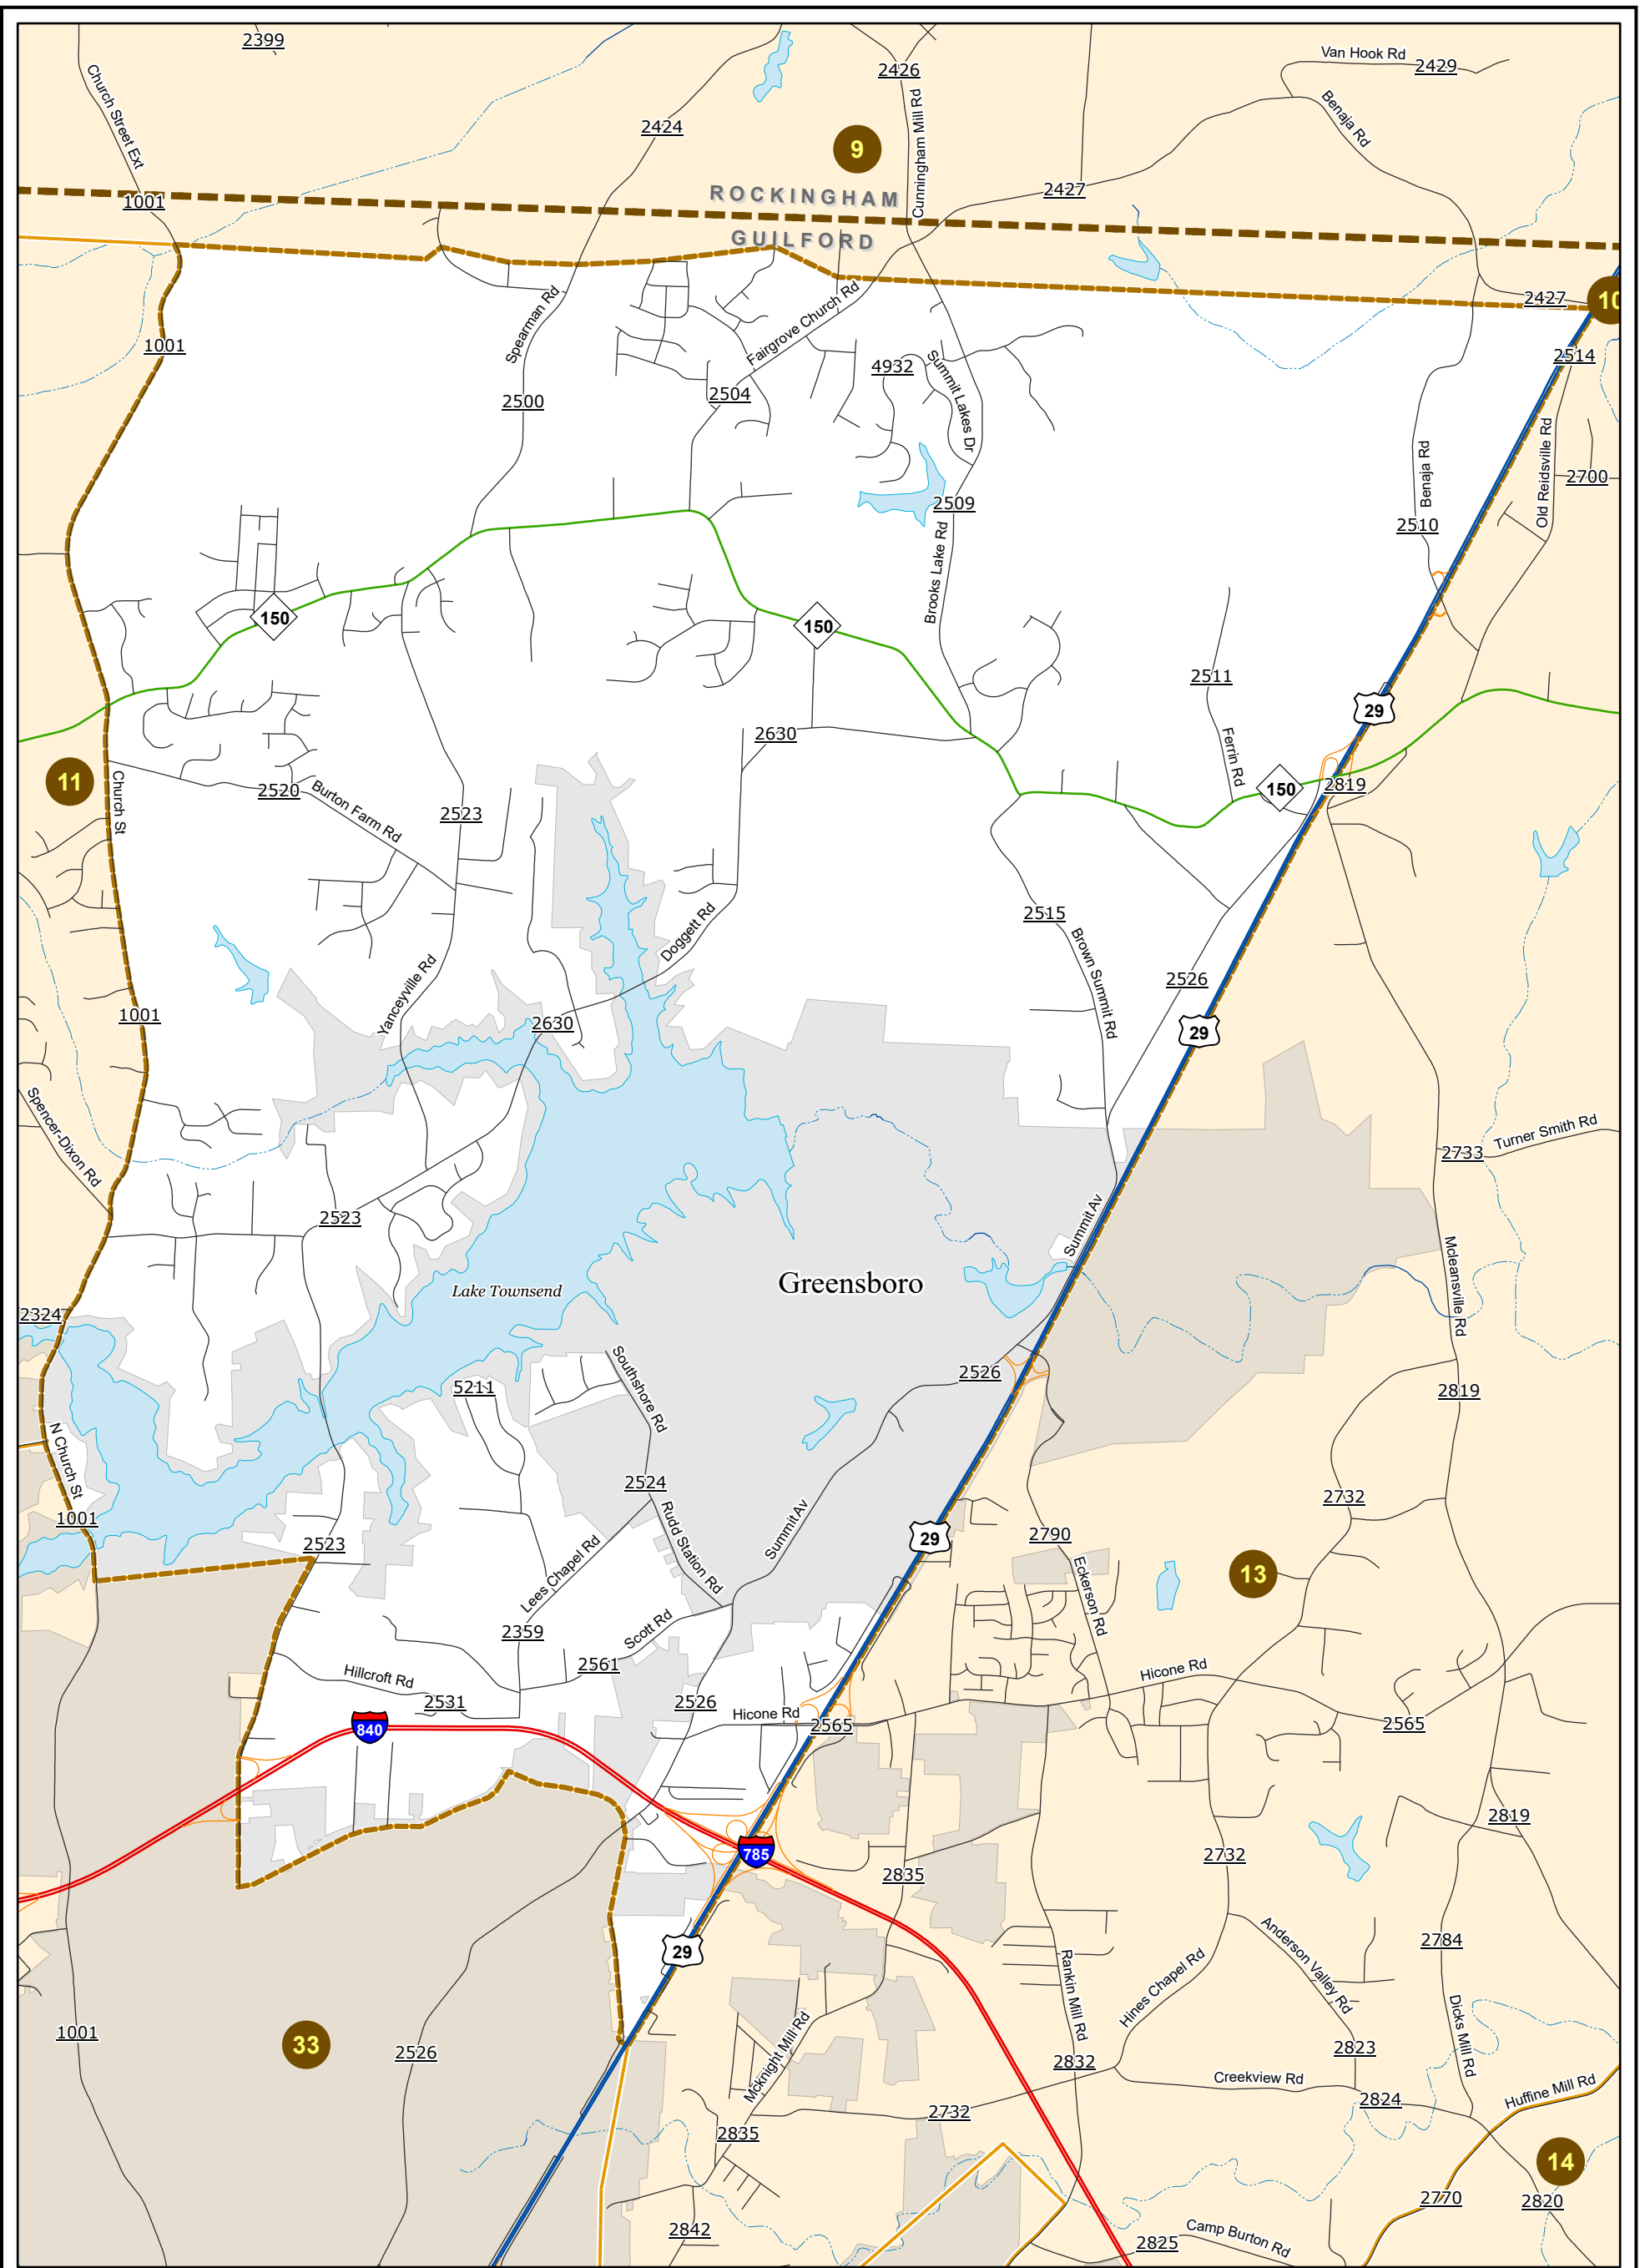 2399
Church Street Ext
2424
2426
Cunningham Mill Rd
Van Hook Rd
2429
Benaja Rd
9
1001
2427
ROCKINGHAM
GUILFORD
Spearman Rd
Fairgrove Church Rd
2427
10
1001
2514
4932
Summit Lakes Dr
2504
2500
Benaja Rd
Old Reidsville Rd
2700
2509
2510
Brooks Lake Rd
150
150
2511
29
2630
Ferrin Rd
11
Church St
2520
Burton Farm Rd
2523
150
2819
2515
Doggett Rd
Brown Summit Rd
Yanceyville Rd
2526
1001
2630
29
Spencer-Dixon Rd
2733
Turner Smith Rd
2523
Summit Av
Mcleansville Rd
Lake Townsend
Greensboro
2324
2526
5211
Southshore Rd
2819
N Church St
2524
2732
1001
Rudd Station Rd
Summit Av
29
2790
2523
Lees Chapel Rd
Eckerson Rd
13
2359
Scott Rd
2561
Hillcroft Rd
Hicone Rd
2531
2526
Hicone Rd
2565
2565
840
2819
785
2732
2835
Anderson Valley Rd
29
2784
Rankin Mill Rd
Hines Chapel Rd
1001
33
2526
Mcknight Mill Rd
2832
2823
Dicks Mill Rd
Creekview Rd
2824
Huffine Mill Rd
2732
2835
14
2770
2820
2842
2825
Camp Burton Rd